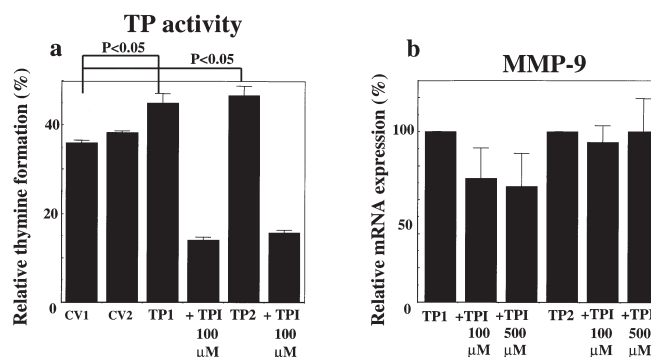 TP activity
a
P<0.05
P<0.05
Relative thymine formation (%)
40
20
0
CV1 CV2 TP1 + TPI TP2 + TPI
100 100
μM μM
b
MMP-9
Relative mRNA expression (%)
100
50
0
TP1 +TPI +TPI TP2 +TPI +TPI
100 500 100 500
μM μM μM μM